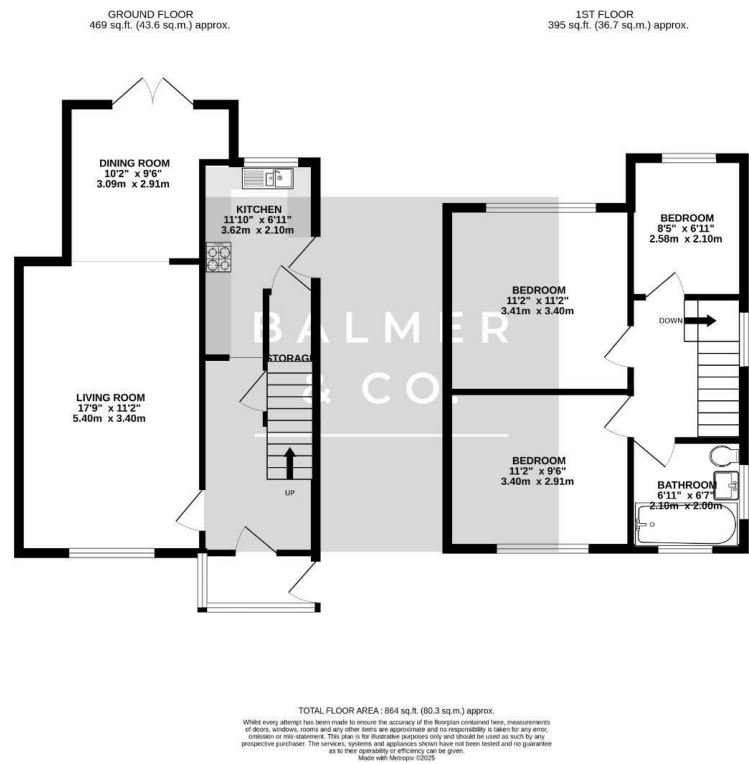 GROUND FLOOR
469 sq.ft. (43.6 sq.m.) approx.
1ST FLOOR
395 sq.ft. (36.7 sq.m.) approx.
DINING ROOM
10'2" x 9'6"
3.09m x 2.91m
KITCHEN
11'10" x 6'11"
3.62m x 2.10m
STORAGE
LIVING ROOM
17'9" x 11'2"
5.40m x 3.40m
UP
BEDROOM
8'5" x 6'11"
2.58m x 2.10m
BEDROOM
11'2" x 11'2"
3.41m x 3.40m
DOWN
BEDROOM
11'2" x 9'6"
3.40m x 2.91m
BATHROOM
6'11" x 6'7"
2.10m x 2.00m
BALMER
& CO.
TOTAL FLOOR AREA : 864 sq.ft. (80.3 sq.m.) approx.
Whilst every attempt has been made to ensure the accuracy of the floorplan contained here, measurements
of doors, windows, rooms and any other items are approximate and no responsibility is taken for any error,
omission or mis-statement. This plan is for illustrative purposes only and should be used as such by any
prospective purchaser. The services, systems and appliances shown have not been tested and no guarantee
as to their operability or efficiency can be given.
Made with Metropix ©2025